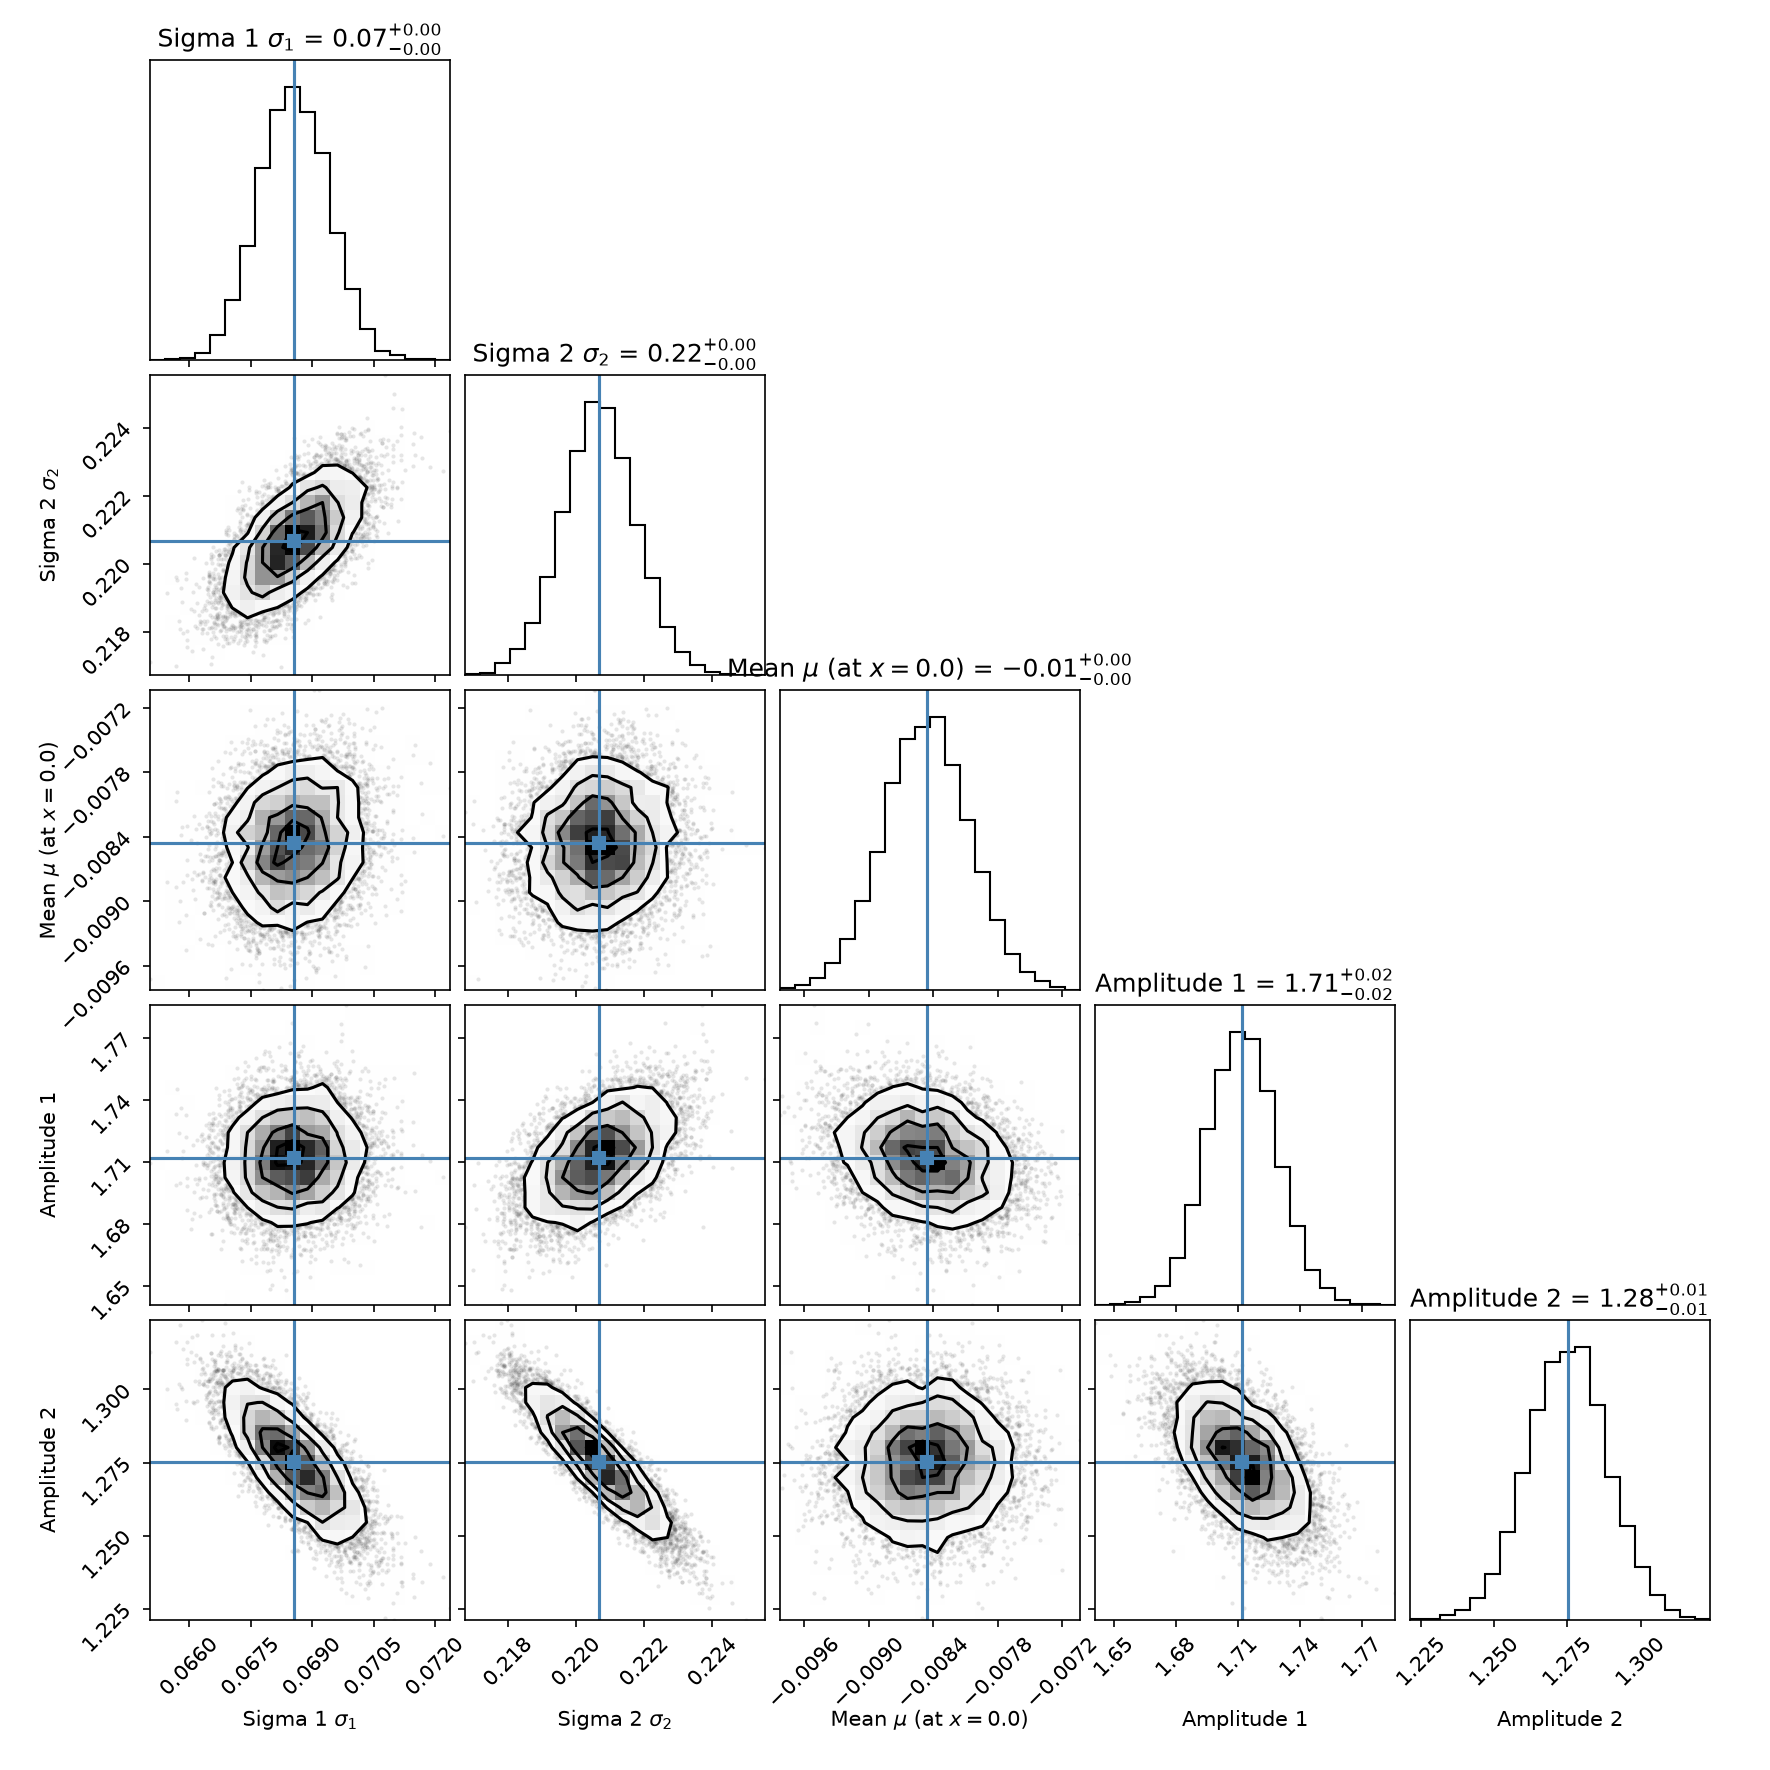 Sigma 1 σ₁ = 0.07 +0.00 −0.00
Sigma 2 σ₂ = 0.22 +0.00 −0.00
0.224
0.222
0.220
0.218
Sigma 2 σ₂
Mean μ (at x = 0.0) = −0.01 +0.00 −0.00
−0.0072
−0.0078
−0.0084
−0.0090
−0.0096
Mean μ (at x = 0.0)
Amplitude 1 = 1.71 +0.02 −0.02
1.77
1.74
1.71
1.68
1.65
Amplitude 1
Amplitude 2 = 1.28 +0.01 −0.01
1.300
1.275
1.250
1.225
Amplitude 2
0.0660 0.0675 0.0690 0.0705 0.0720 0.218 0.220 0.222 0.224 −0.0096 −0.0090 −0.0084 −0.0078 −0.0072 1.65 1.68 1.71 1.74 1.77 1.225 1.250 1.275 1.300
Sigma 1 σ₁ Sigma 2 σ₂ Mean μ (at x = 0.0) Amplitude 1 Amplitude 2